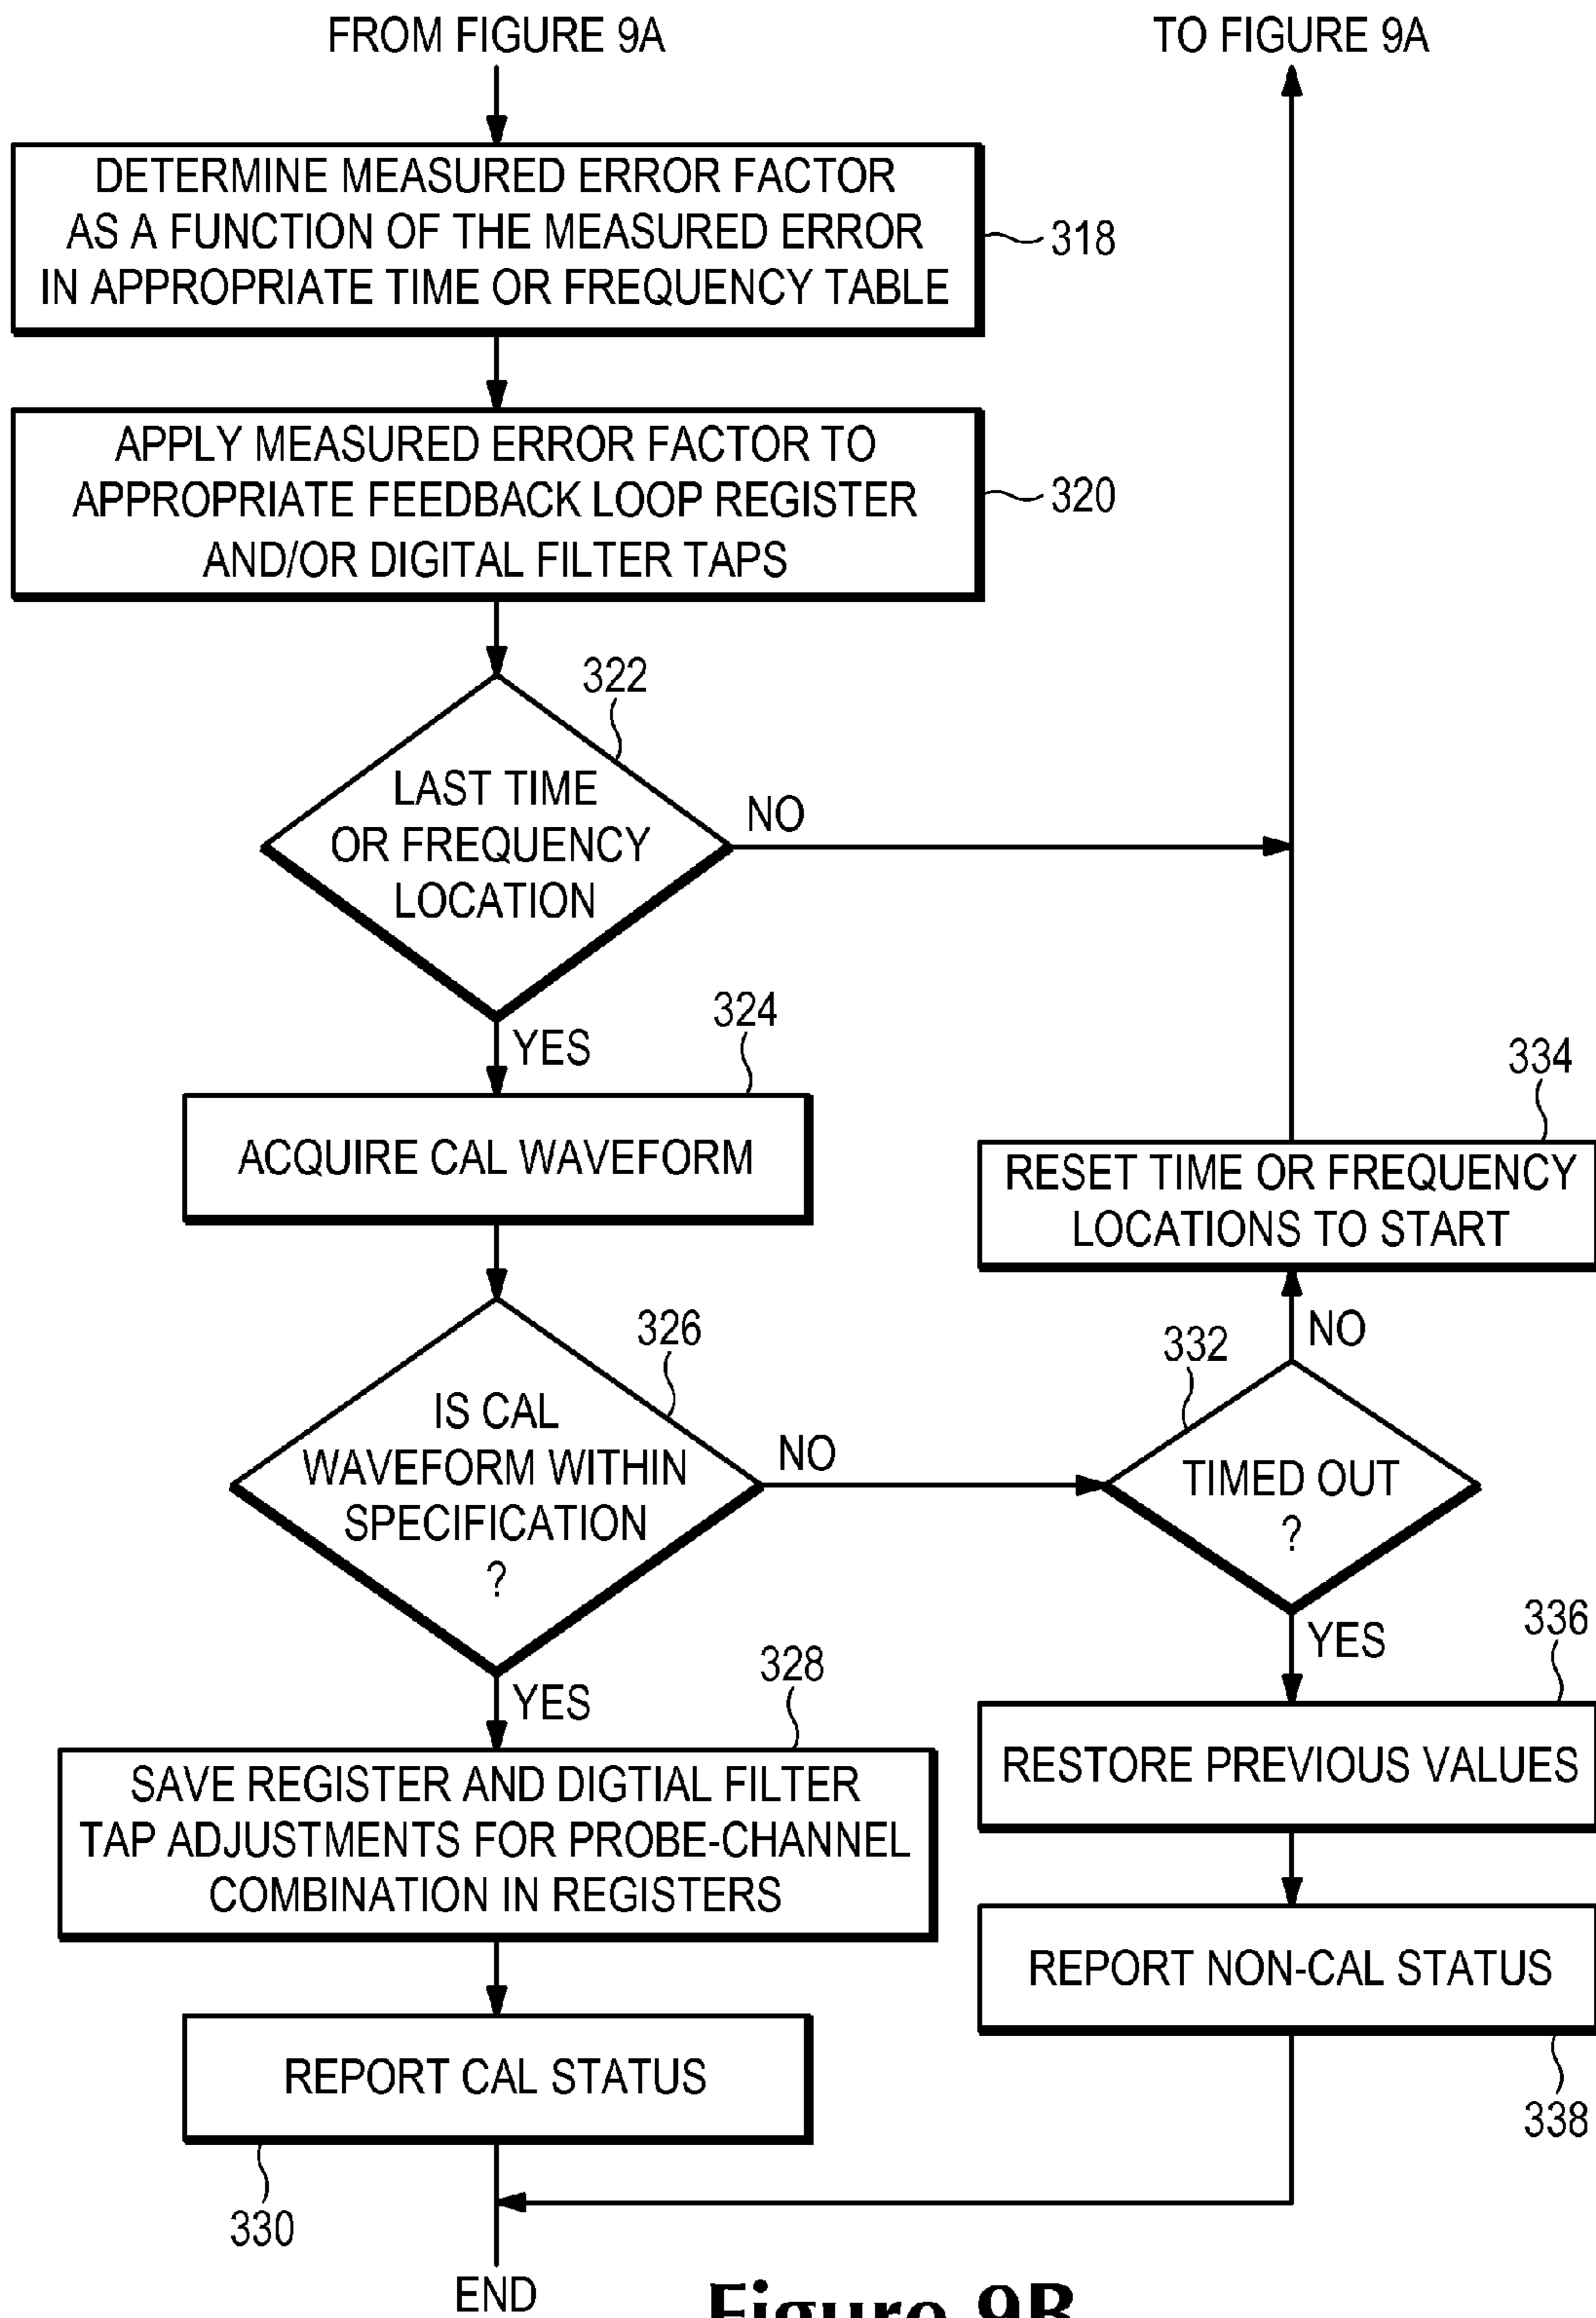 FROM FIGURE 9A
TO FIGURE 9A
DETERMINE MEASURED ERROR FACTOR
AS A FUNCTION OF THE MEASURED ERROR
IN APPROPRIATE TIME OR FREQUENCY TABLE
318
APPLY MEASURED ERROR FACTOR TO
APPROPRIATE FEEDBACK LOOP REGISTER
AND/OR DIGITAL FILTER TAPS
320
322
LAST TIME
OR FREQUENCY
LOCATION
NO
YES
324
ACQUIRE CAL WAVEFORM
334
RESET TIME OR FREQUENCY
LOCATIONS TO START
326
IS CAL
WAVEFORM WITHIN
SPECIFICATION
?
NO
332
NO
TIMED OUT
?
YES
YES
328
SAVE REGISTER AND DIGTIAL FILTER
TAP ADJUSTMENTS FOR PROBE-CHANNEL
COMBINATION IN REGISTERS
336
RESTORE PREVIOUS VALUES
REPORT NON-CAL STATUS
338
REPORT CAL STATUS
330
END
Figure 9B